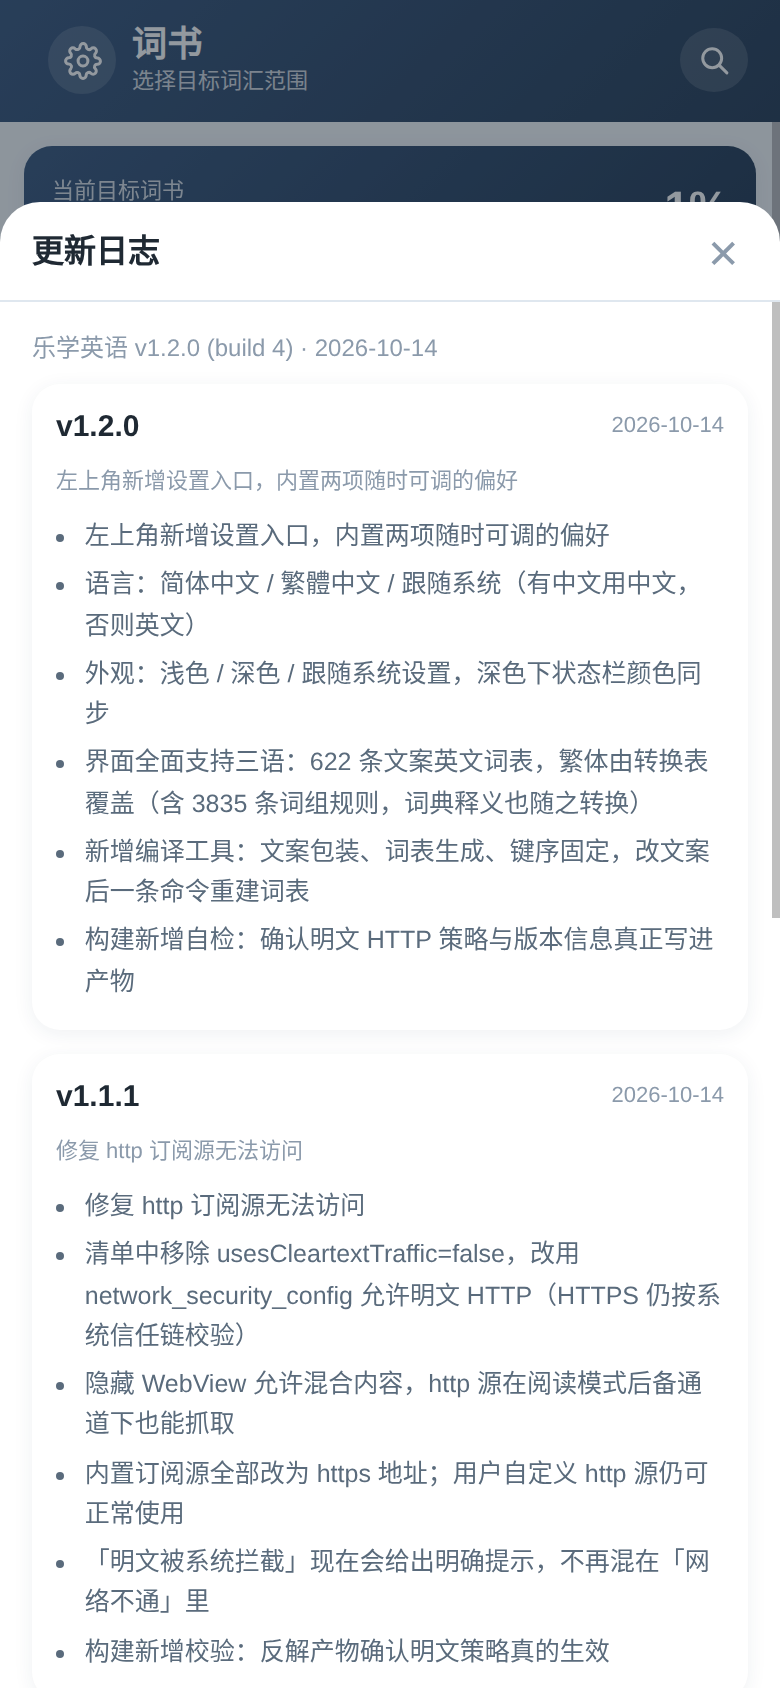 词书
选择目标词汇范围
当前目标词书
1%
更新日志
乐学英语 v1.2.0 (build 4) · 2026-10-14
v1.2.0
2026-10-14
左上角新增设置入口，内置两项随时可调的偏好
• 左上角新增设置入口，内置两项随时可调的偏好
• 语言：简体中文 / 繁體中文 / 跟随系统（有中文用中文，
否则英文）
• 外观：浅色 / 深色 / 跟随系统设置，深色下状态栏颜色同
步
• 界面全面支持三语：622 条文案英文词表，繁体由转换表
覆盖（含 3835 条词组规则，词典释义也随之转换）
• 新增编译工具：文案包装、词表生成、键序固定，改文案
后一条命令重建词表
• 构建新增自检：确认明文 HTTP 策略与版本信息真正写进
产物
v1.1.1
2026-10-14
修复 http 订阅源无法访问
• 修复 http 订阅源无法访问
• 清单中移除 usesCleartextTraffic=false，改用
network_security_config 允许明文 HTTP（HTTPS 仍按系
统信任链校验）
• 隐藏 WebView 允许混合内容，http 源在阅读模式后备通
道下也能抓取
• 内置订阅源全部改为 https 地址；用户自定义 http 源仍可
正常使用
• 「明文被系统拦截」现在会给出明确提示，不再混在「网
络不通」里
• 构建新增校验：反解产物确认明文策略真的生效